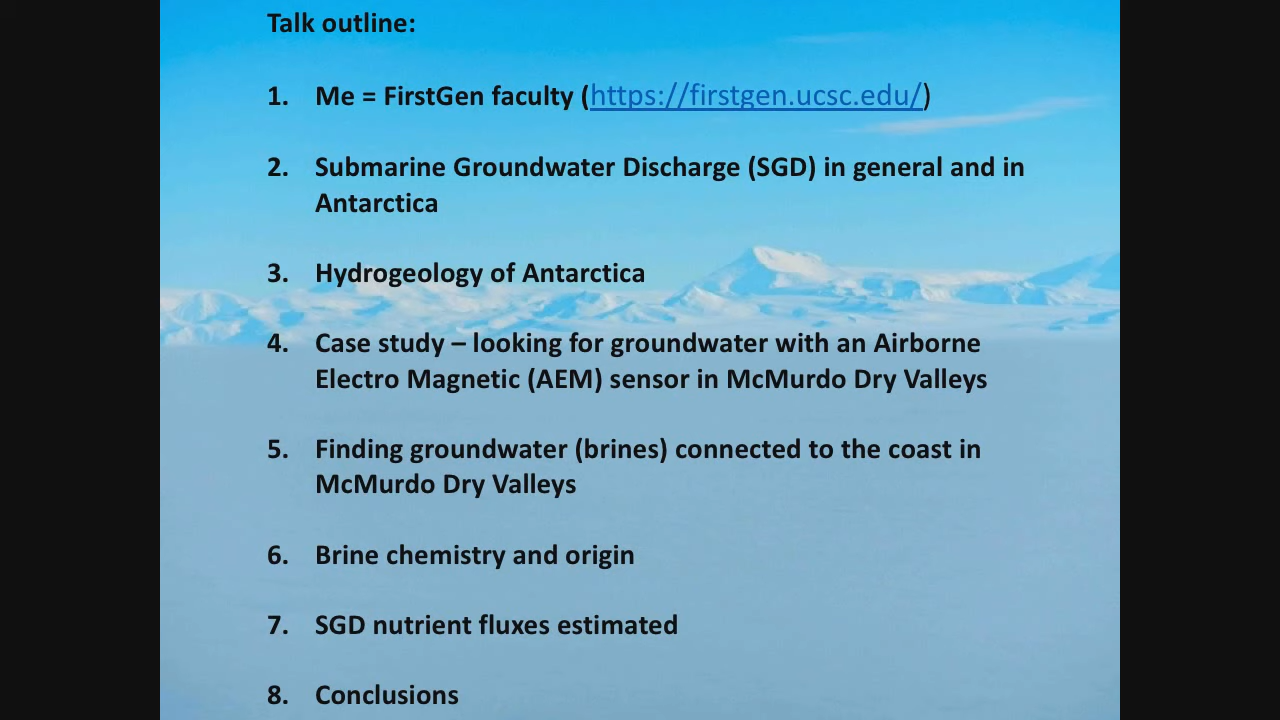 Talk outline:
1. Me = FirstGen faculty (https://firstgen.ucsc.edu/)
2. Submarine Groundwater Discharge (SGD) in general and in
Antarctica
3. Hydrogeology of Antarctica
4. Case study – looking for groundwater with an Airborne
Electro Magnetic (AEM) sensor in McMurdo Dry Valleys
5. Finding groundwater (brines) connected to the coast in
McMurdo Dry Valleys
6. Brine chemistry and origin
7. SGD nutrient fluxes estimated
8. Conclusions